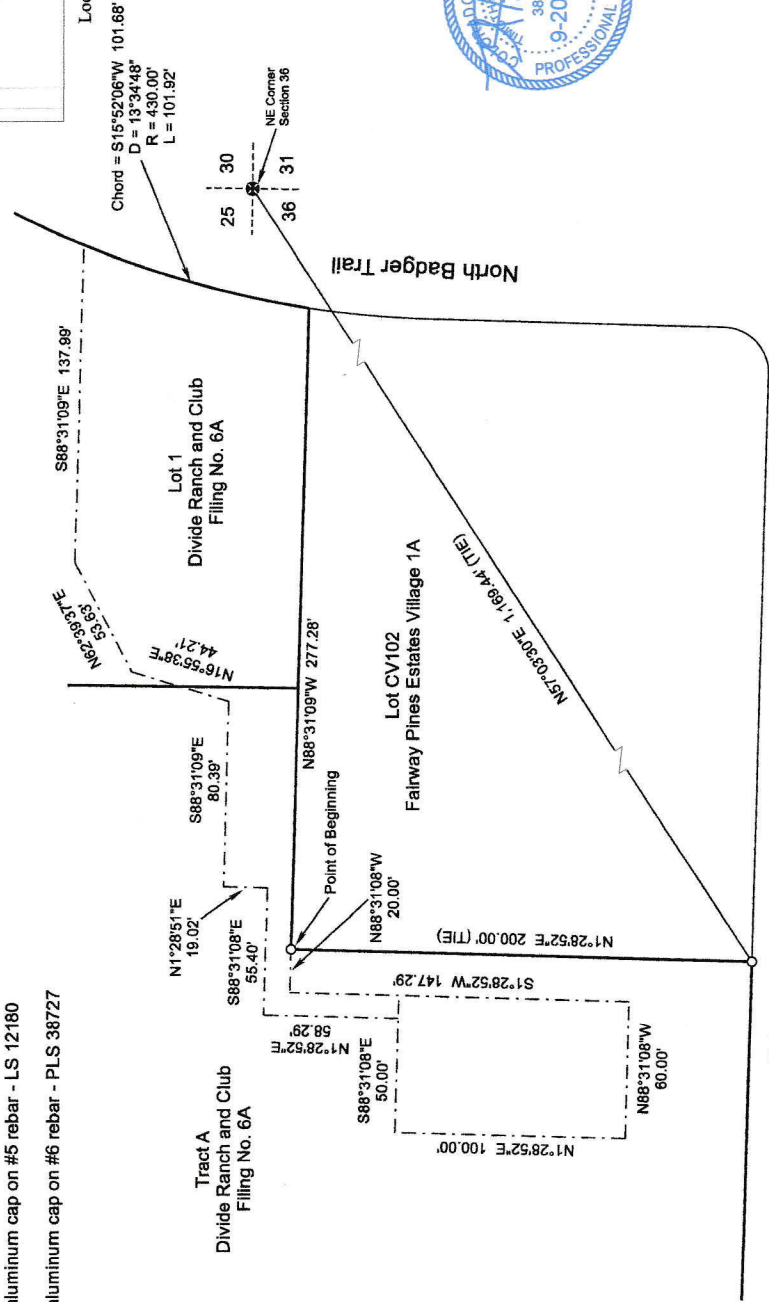 aluminum cap on #5 rebar - LS 12180
aluminum cap on #6 rebar - PLS 38727
Chord = S15°52'06"W 101.68'
D = 13°34'48"
R = 430.00'
L = 101.92'
25
30
36
31
NE Corner
Section 36
North Badger Trail
S88°31'09"E 137.99'
N62°39'37"E
53.63'
N16°55'38"E
44.21'
Lot 1
Divide Ranch and Club
Filing No. 6A
S88°31'09"E
80.39'
N1°28'51"E
19.02'
S88°31'08"E
55.40'
N88°31'09"W 277.28'
Point of Beginning
N88°31'08"W
20.00'
Lot CV102
Fairway Pines Estates Village 1A
N57°03'30"E 1,169.44' (TIE)
N1°28'52"E 200.00' (TIE)
S1°28'52"W 147.29'
N1°28'52"E
58.29'
S88°31'08"E
50.00'
N1°28'52"E 100.00'
N88°31'08"W
60.00'
Tract A
Divide Ranch and Club
Filing No. 6A
PROFESSIONAL